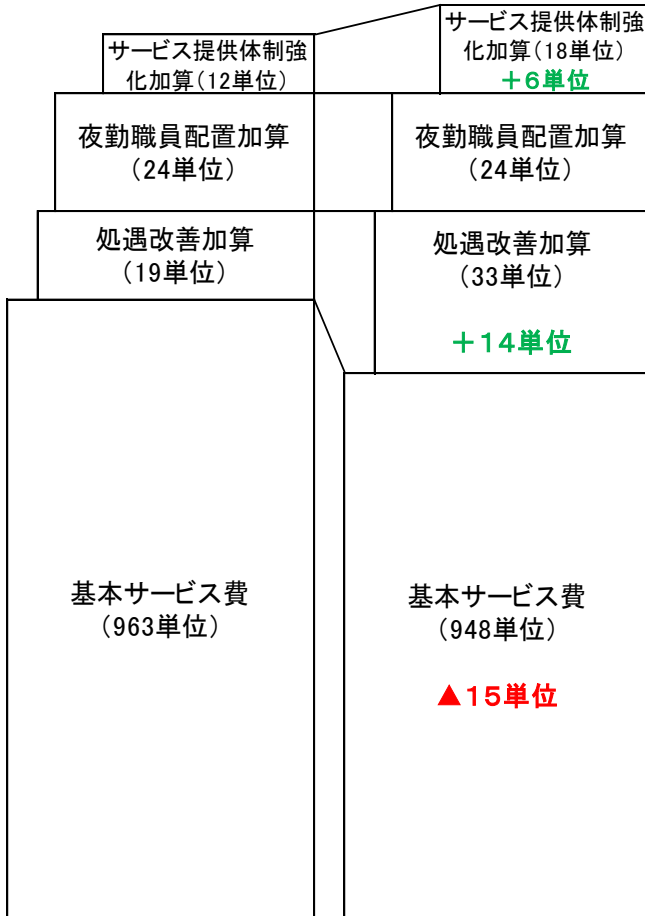 サービス提供体制強
化加算(12単位)
サービス提供体制強
化加算(18単位)
＋6単位
夜勤職員配置加算
(24単位)
夜勤職員配置加算
(24単位)
処遇改善加算
(19単位)
処遇改善加算
(33単位)
＋14単位
基本サービス費
(963単位)
基本サービス費
(948単位)
▲15単位